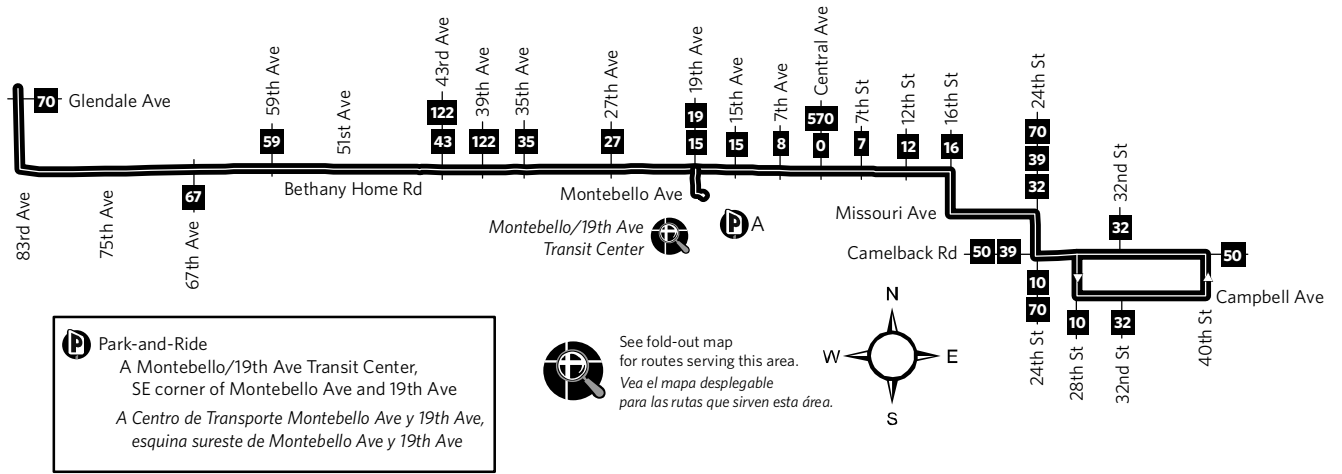 70 Glendale Ave
59th Ave
59
51st Ave
43rd Ave
122
43
39th Ave
122
35th Ave
35
27th Ave
27
19th Ave
19
15
15th Ave
15
7th Ave
8
Central Ave
570
0
7th St
7
12th St
12
16th St
16
24th St
70
39
32
32nd St
32
83rd Ave
75th Ave
67
67th Ave
Bethany Home Rd
Montebello Ave
Montebello/19th Ave
Transit Center
P A
Missouri Ave
Camelback Rd 50 39
50
Campbell Ave
10
70
24th St
10
28th St
32
32nd St
40th St
P Park-and-Ride
A Montebello/19th Ave Transit Center,
SE corner of Montebello Ave and 19th Ave
A Centro de Transporte Montebello Ave y 19th Ave,
esquina sureste de Montebello Ave y 19th Ave
See fold-out map
for routes serving this area.
Vea el mapa desplegable
para las rutas que sirven esta área.
N
W E
S